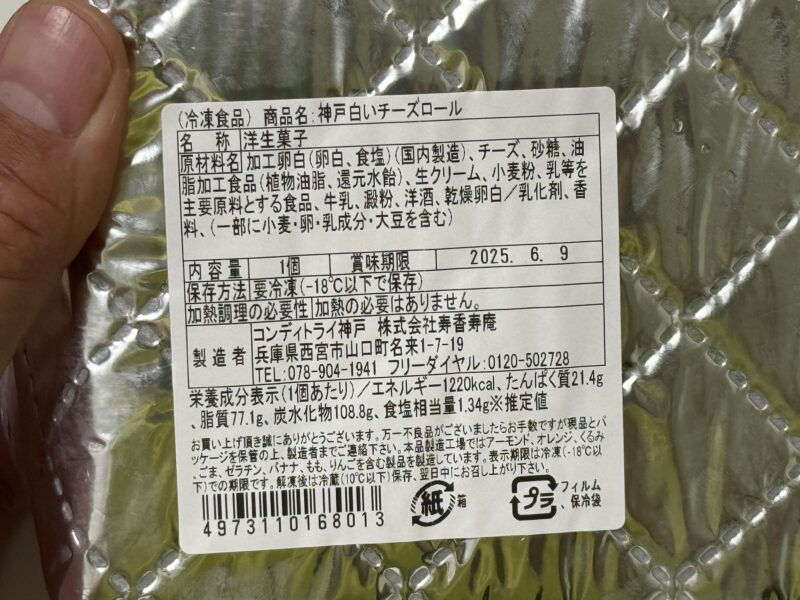 (冷凍食品) 商品名:神戸白いチーズロール
名 称 洋生菓子
原材料名 加工卵白(卵白、食塩)(国内製造)、チーズ、砂糖、油
脂加工食品(植物油脂、還元水飴)、生クリーム、小麦粉、乳等を
主要原料とする食品、牛乳、澱粉、洋酒、乾燥卵白/乳化剤、香
料、(一部に小麦・卵・乳成分・大豆を含む)
内容量 1個 賞味期限 2025. 6. 9
保存方法 要冷凍(-18℃以下で保存)
加熱調理の必要性 加熱の必要はありません。
製造者 コンディトライ神戸 株式会社寿香寿庵
兵庫県西宮市山口町名来1-7-19
TEL:078-904-1941 フリーダイヤル:0120-502728
栄養成分表示(1個あたり)/エネルギー1220kcal、たんぱく質21.4g
、脂質77.1g、炭水化物108.8g、食塩相当量1.34g※推定値
お買い上げ頂き誠にありがとうございます。万一不良品がございましたらお手数ですが現品とパ
ッケージを保管の上、製造者までご連絡下さい。本品製造工場ではアーモンド、オレンジ、くるみ
、ごま、ゼラチン、バナナ、もも、りんごを含む製品を製造しています。表示期限は冷凍(-18℃以
下)での期限です。解凍後は冷蔵(10℃以下)保存、翌日中にお召し上がり下さい。
4973110168013
紙 箱
プラ フィルム
、保冷袋